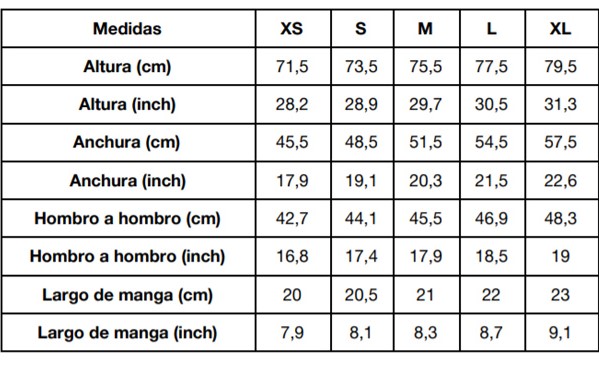 Medidas XS S M L XL
Altura (cm) 71,5 73,5 75,5 77,5 79,5
Altura (inch) 28,2 28,9 29,7 30,5 31,3
Anchura (cm) 45,5 48,5 51,5 54,5 57,5
Anchura (inch) 17,9 19,1 20,3 21,5 22,6
Hombro a hombro (cm) 42,7 44,1 45,5 46,9 48,3
Hombro a hombro (inch) 16,8 17,4 17,9 18,5 19
Largo de manga (cm) 20 20,5 21 22 23
Largo de manga (inch) 7,9 8,1 8,3 8,7 9,1